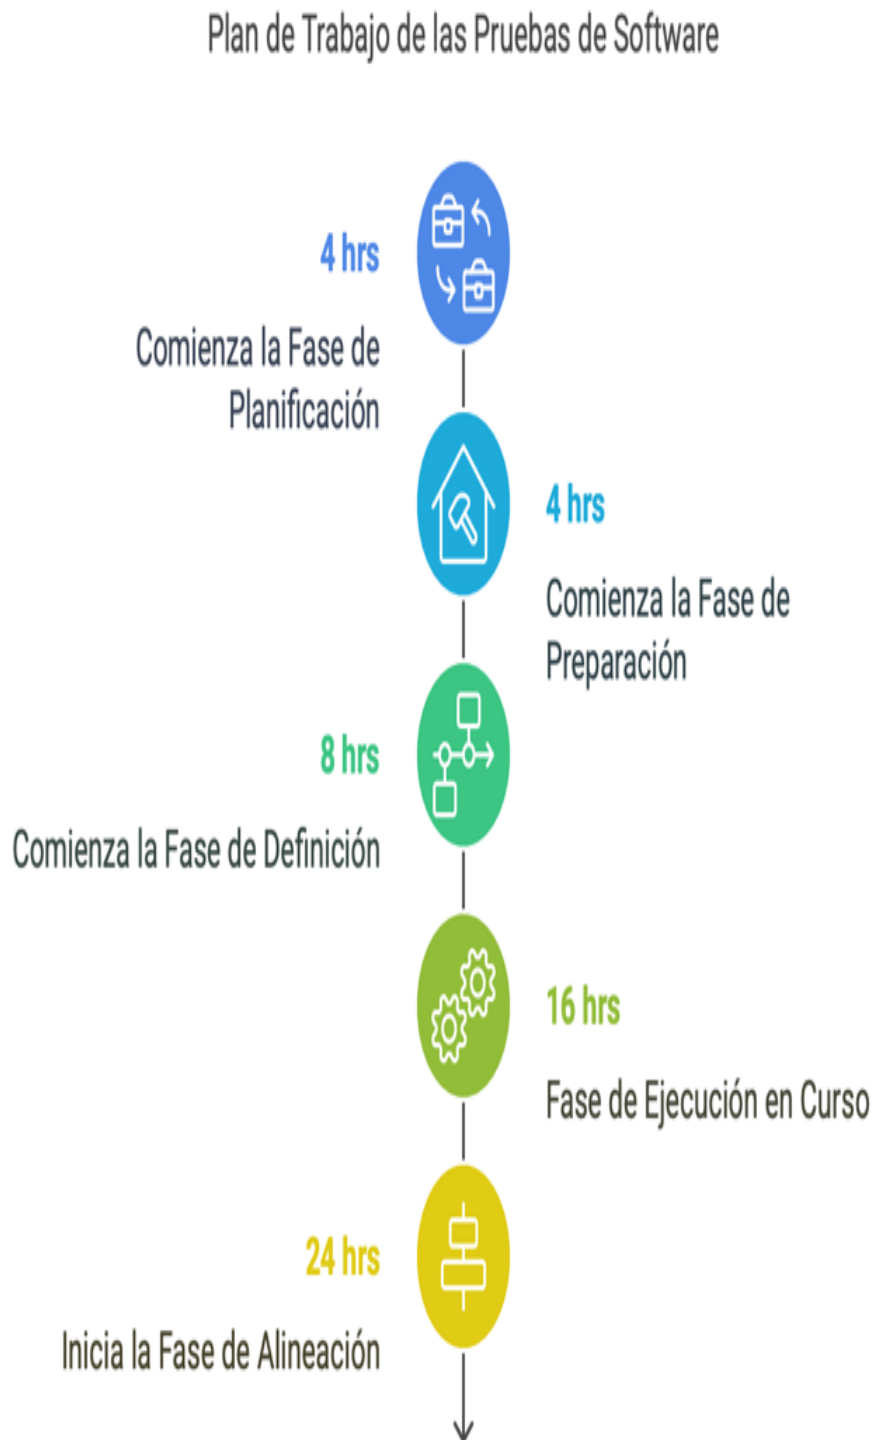 Plan de Trabajo de las Pruebas de Software
4 hrs
Comienza la Fase de
Planificación
4 hrs
Comienza la Fase de
Preparación
8 hrs
Comienza la Fase de Definición
16 hrs
Fase de Ejecución en Curso
24 hrs
Inicia la Fase de Alineación